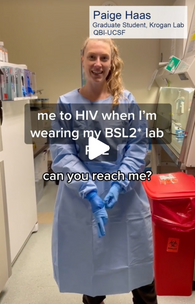 Paige Haas
Graduate Student, Krogan Lab
QBI-UCSF
me to HIV when I'm
wearing my BSL2⁺ lab
can you reach me?